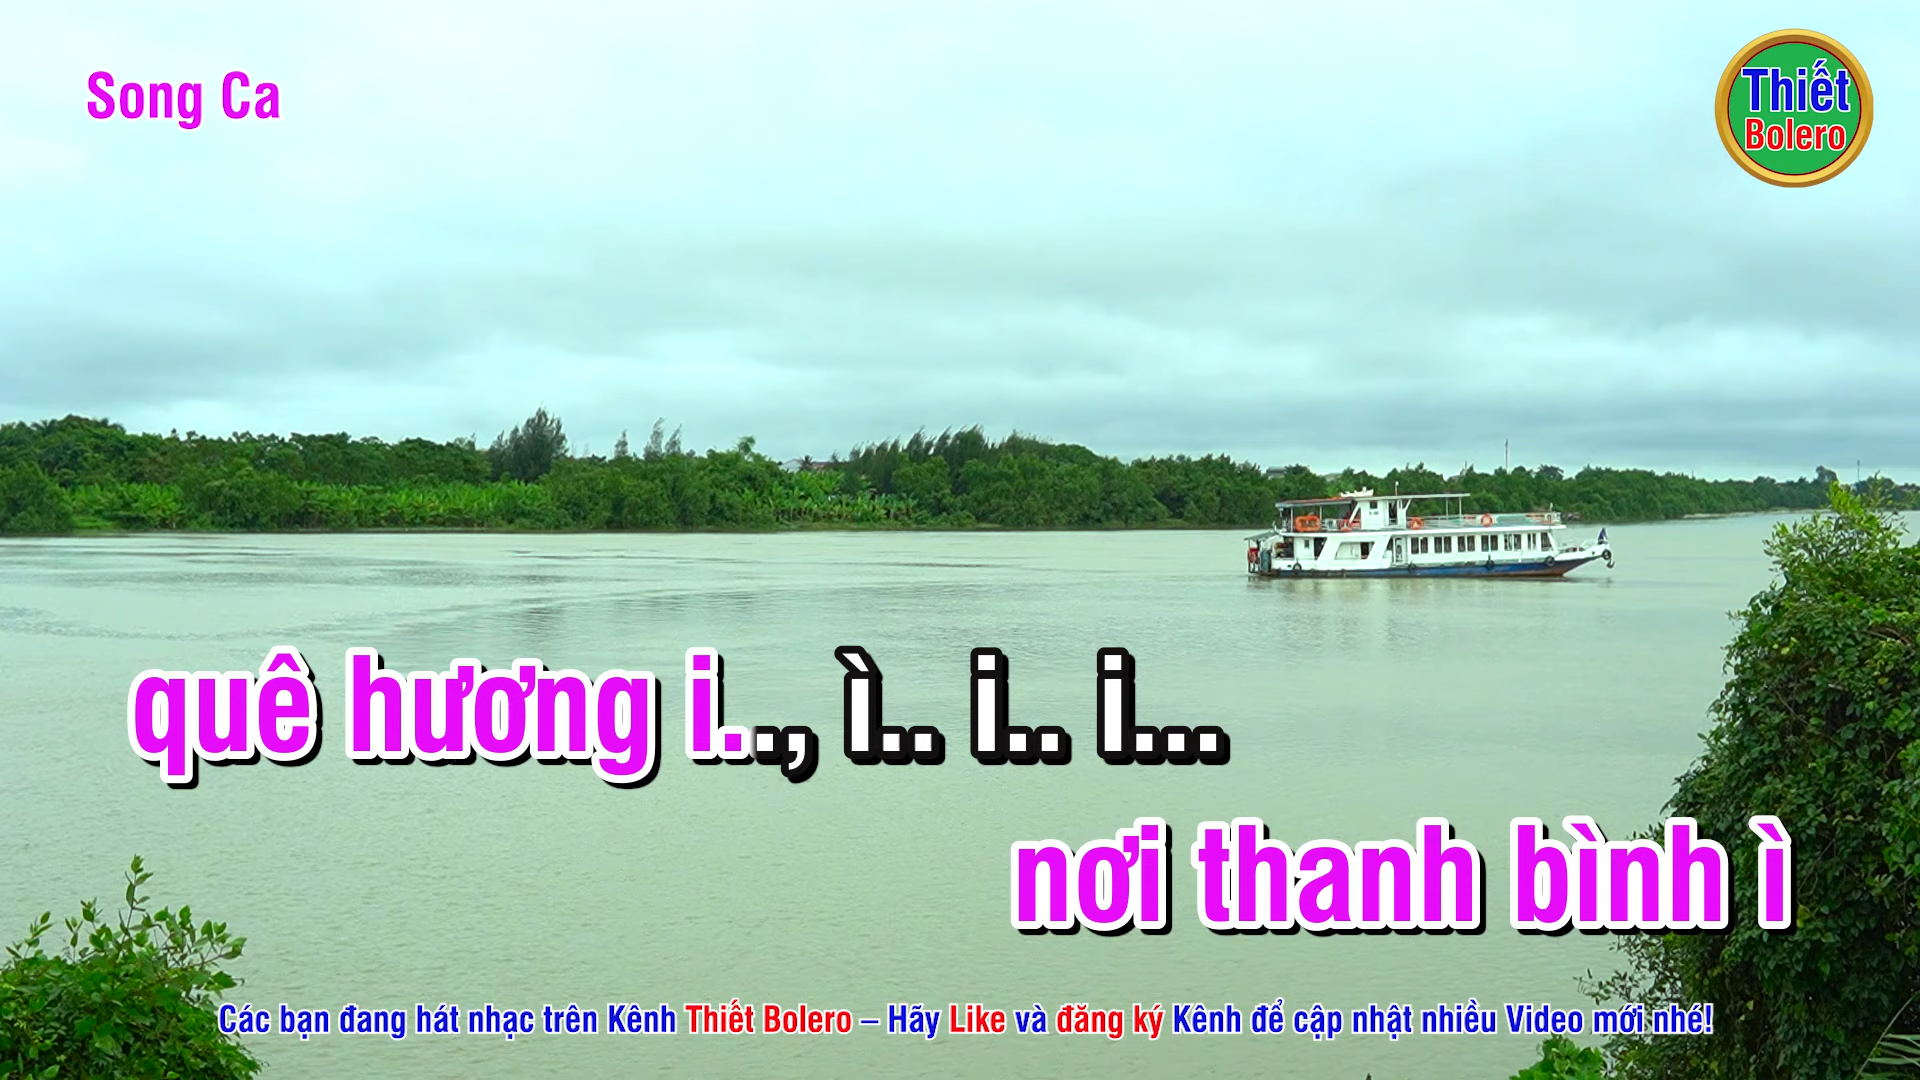 Song Ca
Thiết
Bolero
quê hương i.., ì.. i.. i...
nơi thanh bình ì
Các bạn đang hát nhạc trên Kênh Thiết Bolero – Hãy Like và đăng ký Kênh để cập nhật nhiều Video mới nhé!